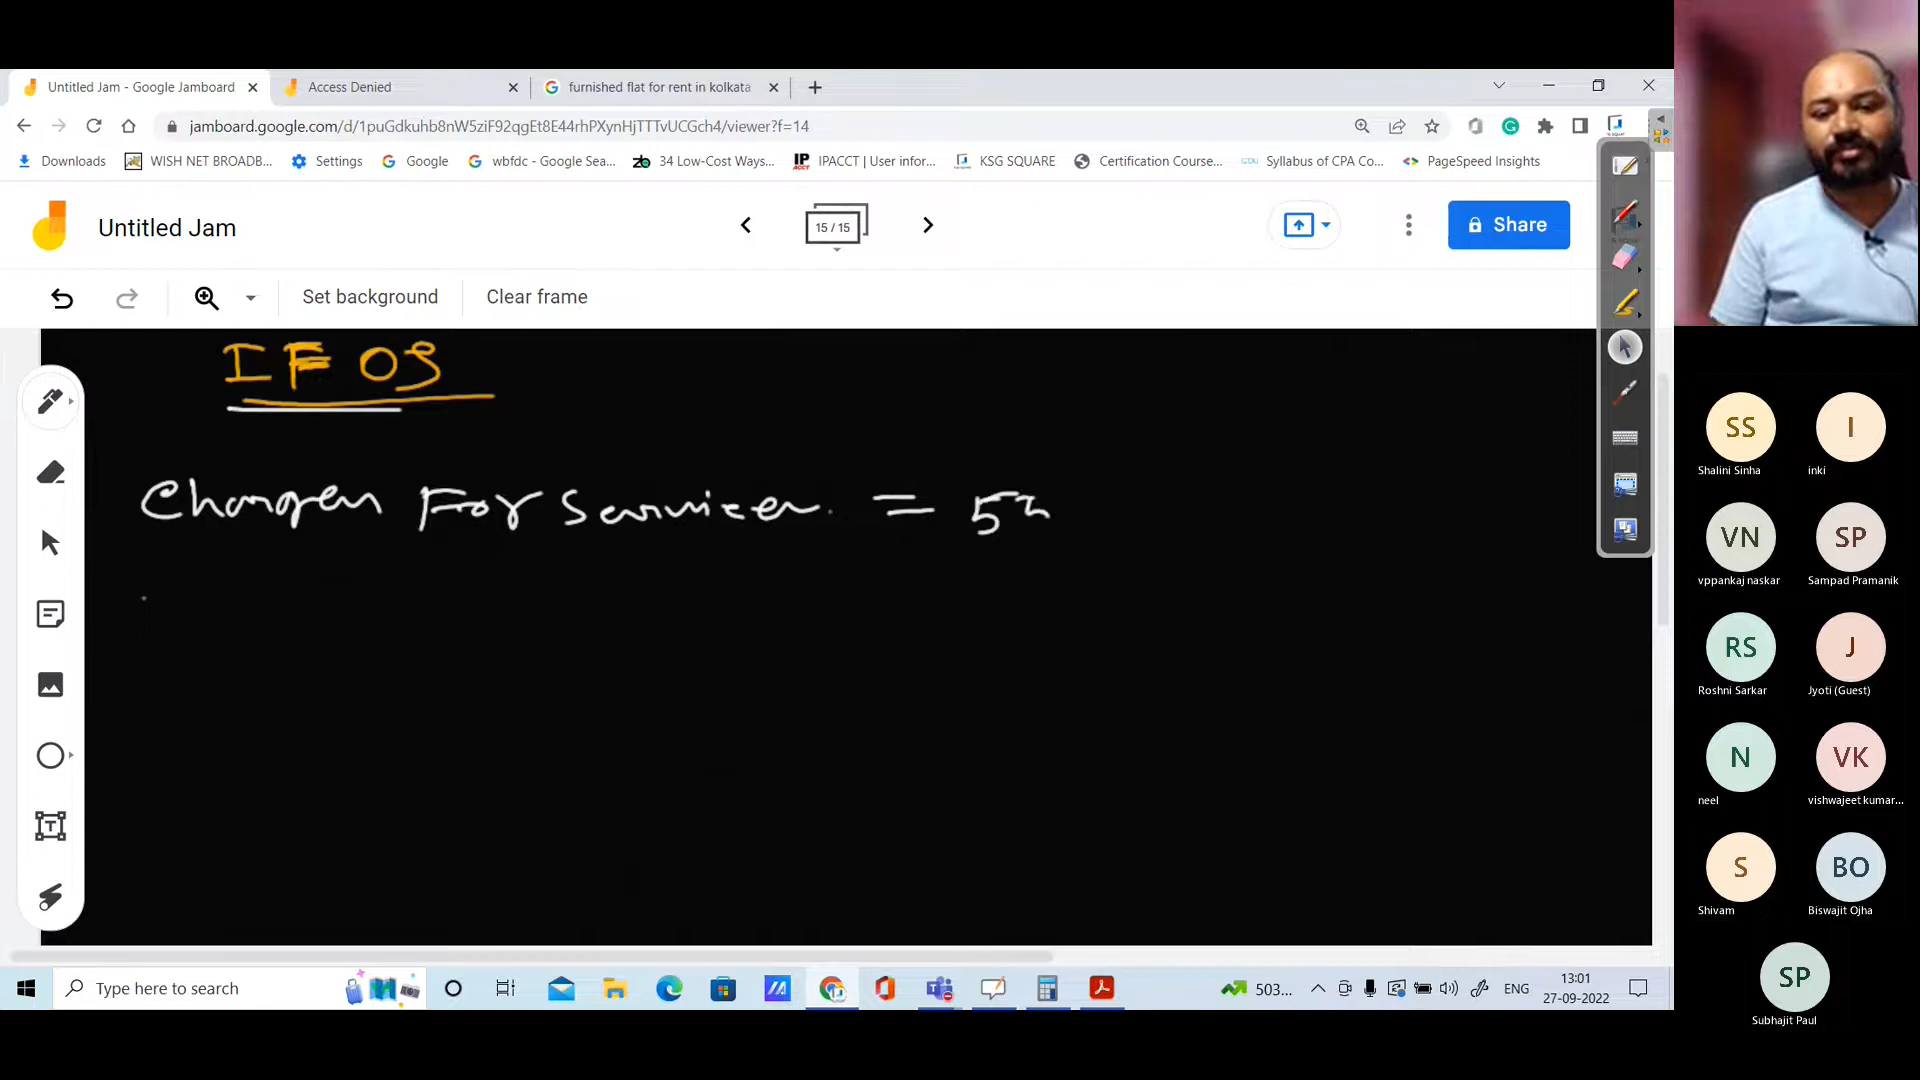 Untitled Jam - Google Jamboard
Access Denied
furnished flat for rent in kolkata
jamboard.google.com/d/1puGdkuhb8nW5ziF92qgEt8E44rhPXynHjTTTvUCGch4/viewer?f=14
Downloads WISH NET BROADB... Settings Google wbfdc - Google Sea... 34 Low-Cost Ways... IPACCT | User infor... KSG SQUARE Certification Course... Syllabus of CPA Co... PageSpeed Insights
Untitled Jam
15 / 15
Share
Set background
Clear frame
IFOS
Charges For Services = 5
SS
Shalini Sinha
I
inki
VN
vppankaj naskar
SP
Sampad Pramanik
RS
Roshni Sarkar
J
Jyoti (Guest)
N
neel
VK
vishwajeet kumar...
S
Shivam
BO
Biswajit Ojha
SP
Subhajit Paul
Type here to search
503...
ENG
13:01
27-09-2022